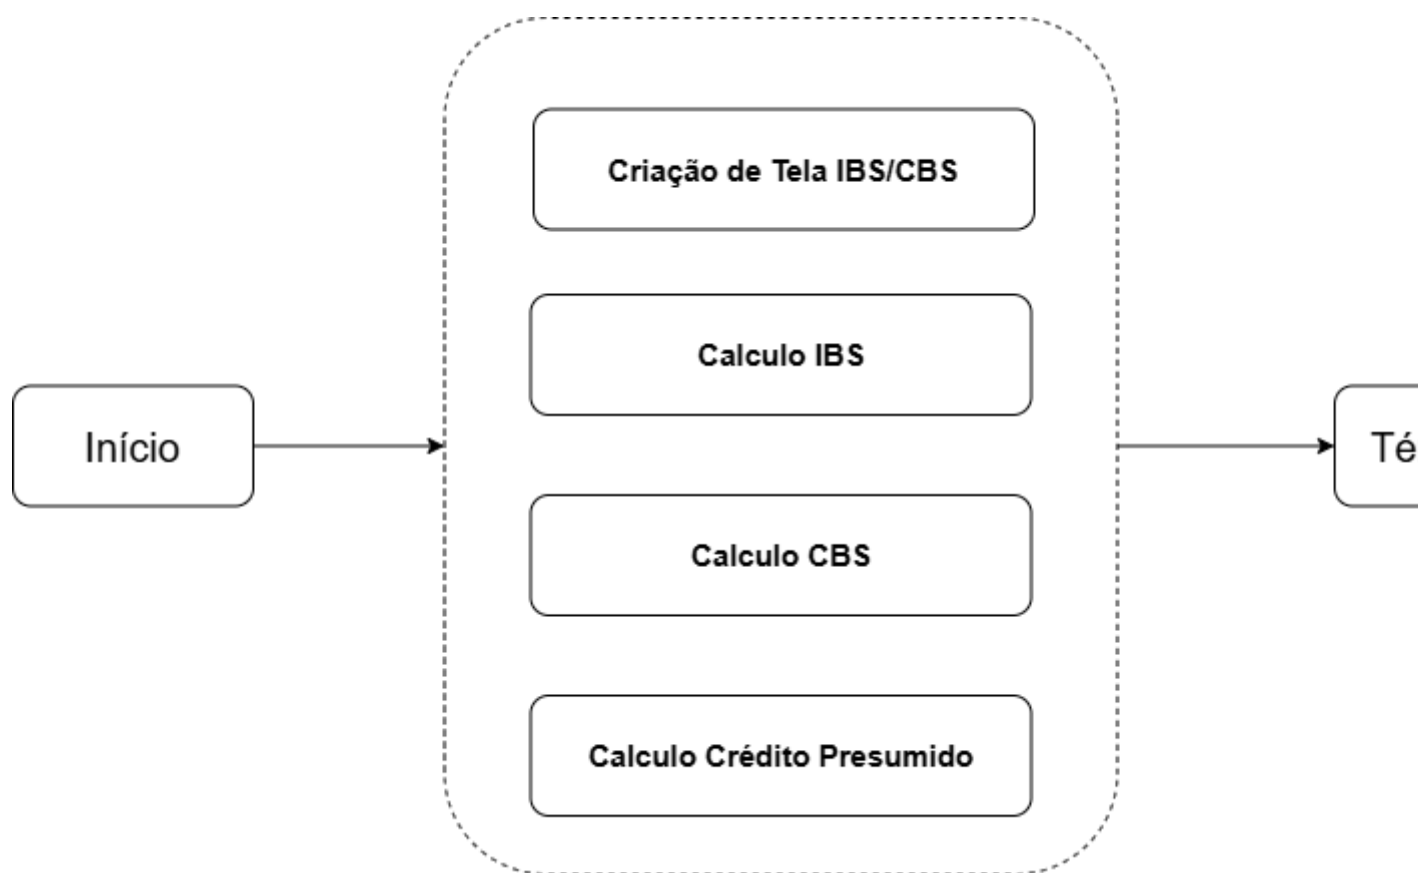 Criação de Tela IBS/CBS
Calculo IBS
Início
Té
Calculo CBS
Calculo Crédito Presumido